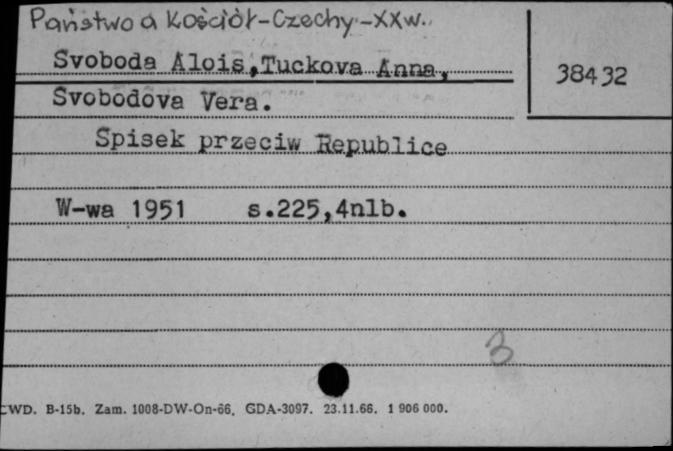 Państwo a Kościół-Czechy-XXw.
Svoboda Alois,Tuckova Anna,
38432
Svobodova Vera.
Spisek przeciw Republice
W-wa 1951 s.225,4nlb.
3
CWD. B-15b. Zam. 1008-DW-On-66. GDA-3097. 23.11.66. 1 906 000.